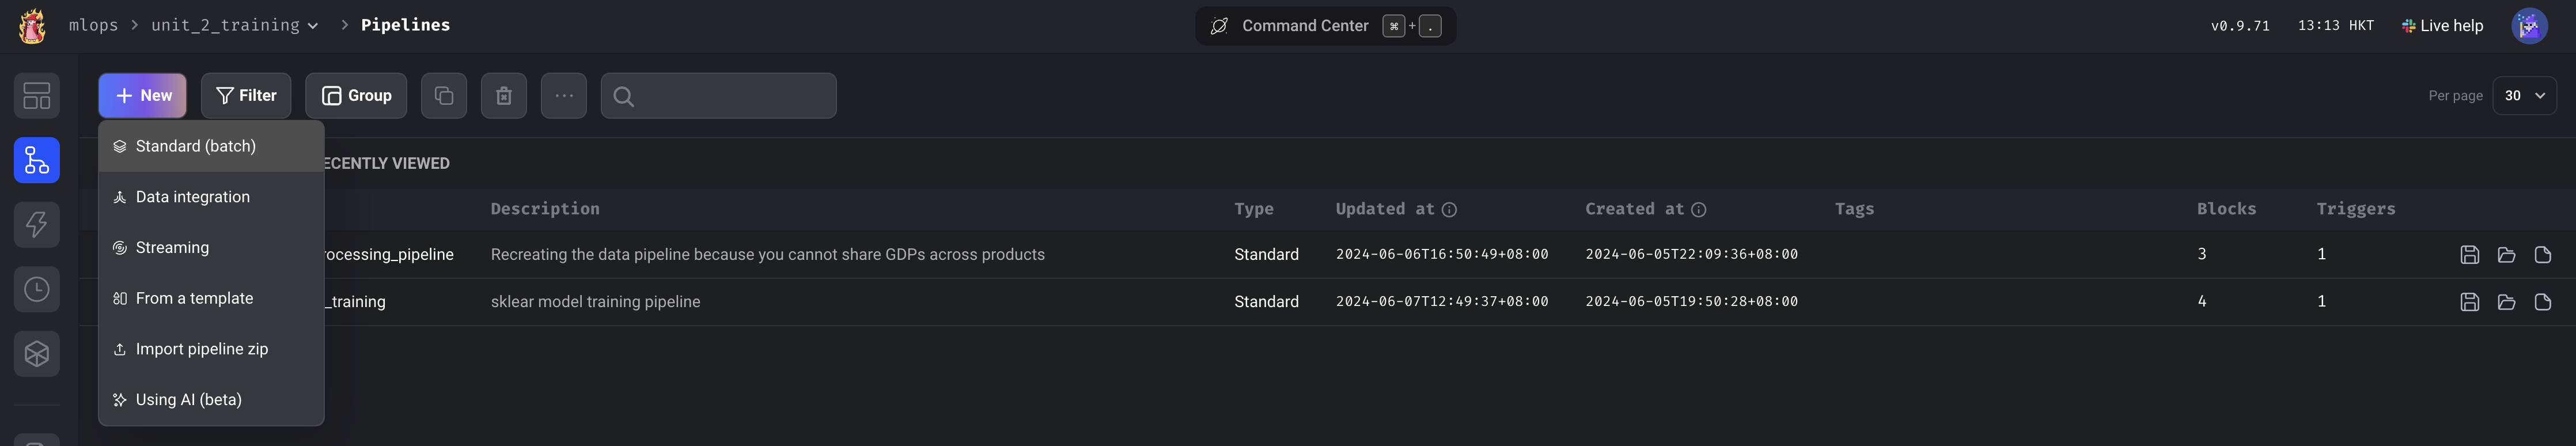 mlops > unit_2_training > Pipelines
Command Center ⌘ + .
v0.9.71 13:13 HKT Live help
New Filter Group
Per page 30
Standard (batch)
Data integration
Streaming
From a template
Import pipeline zip
Using AI (beta)
ECENTLY VIEWED
Description Type Updated at Created at Tags Blocks Triggers
rocessing_pipeline Recreating the data pipeline because you cannot share GDPs across products Standard 2024-06-06T16:50:49+08:00 2024-06-05T22:09:36+08:00 3 1
_training sklear model training pipeline Standard 2024-06-07T12:49:37+08:00 2024-06-05T19:50:28+08:00 4 1